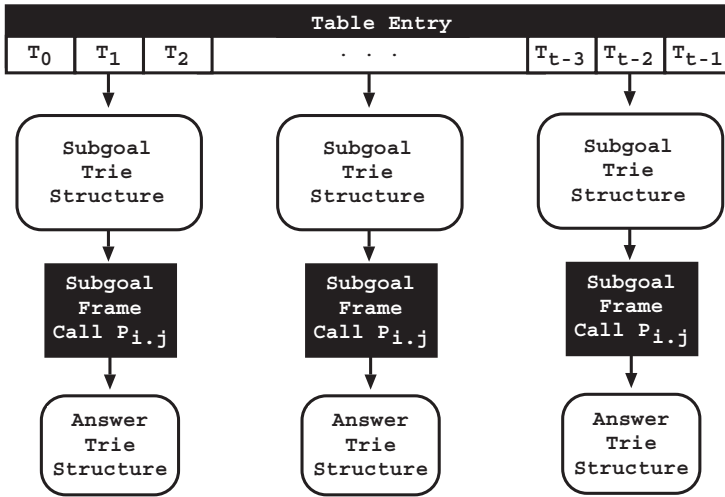 Table Entry
T0 T1 T2 . . . Tt-3 Tt-2 Tt-1
Subgoal
Trie
Structure
Subgoal
Trie
Structure
Subgoal
Trie
Structure
Subgoal
Frame
Call Pi.j
Subgoal
Frame
Call Pi.j
Subgoal
Frame
Call Pi.j
Answer
Trie
Structure
Answer
Trie
Structure
Answer
Trie
Structure